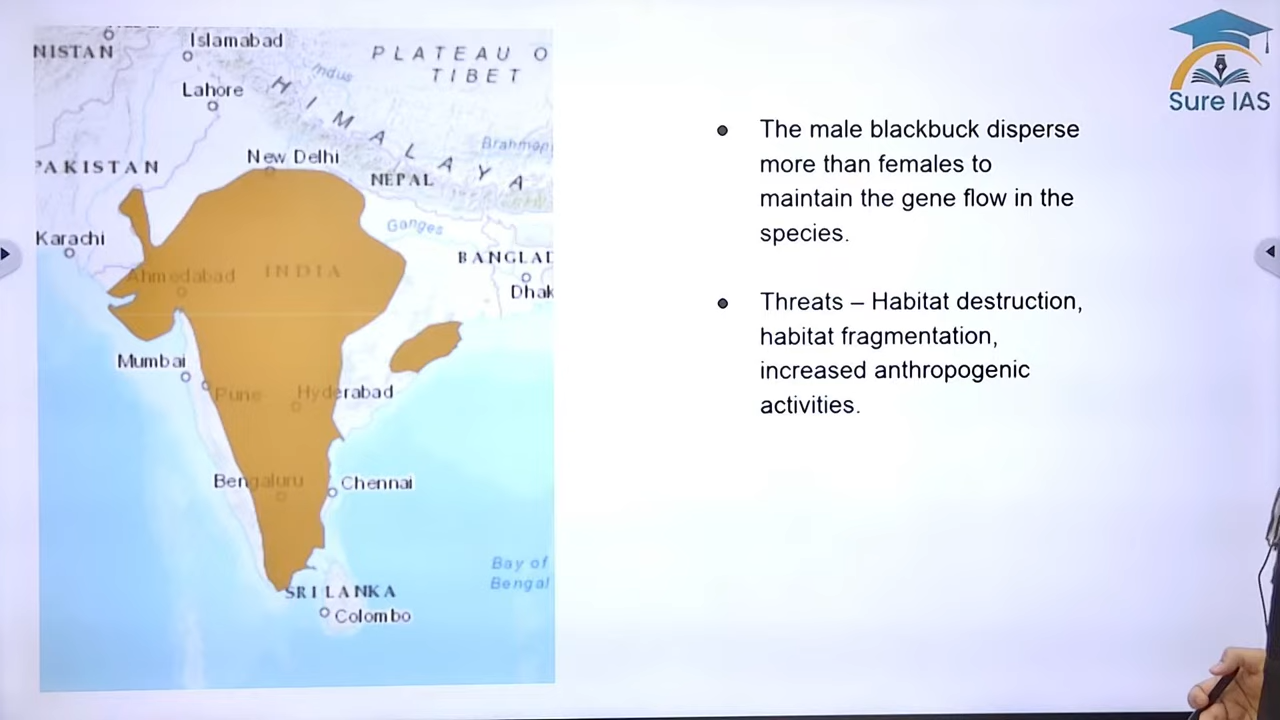 Islamabad
NISTAN
PLATEAU O
TIBET
Indus
Lahore
HIMALAYA
Brahmap
New Delhi
PAKISTAN
NEPAL
Ganges
Karachi
BANGLAD
Ahmedabad
INDIA
Dhak
Mumbai
Pune
Hyderabad
Bengaluru
Chennai
Bay of
Bengal
SRI LANKA
Colombo
Sure IAS
● The male blackbuck disperse
more than females to
maintain the gene flow in the
species.
● Threats – Habitat destruction,
habitat fragmentation,
increased anthropogenic
activities.